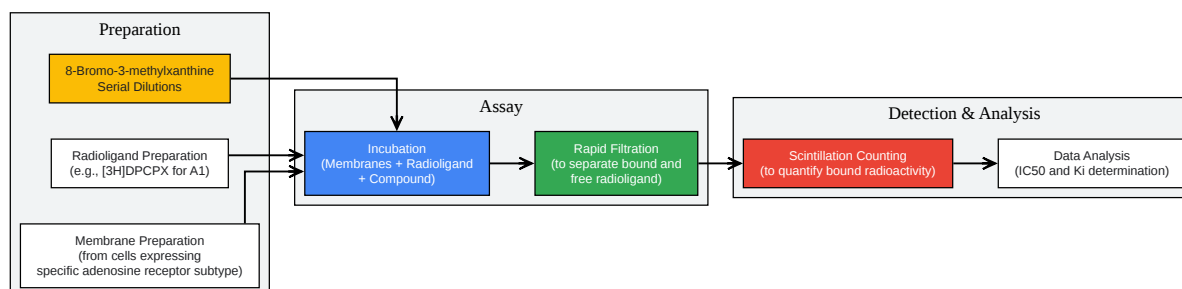 Preparation
8-Bromo-3-methylxanthine
Serial Dilutions
Radioligand Preparation
(e.g., [3H]DPCPX for A1)
Membrane Preparation
(from cells expressing
specific adenosine receptor subtype)
Assay
Incubation
(Membranes + Radioligand
+ Compound)
Rapid Filtration
(to separate bound and
free radioligand)
Detection & Analysis
Scintillation Counting
(to quantify bound radioactivity)
Data Analysis
(IC50 and Ki determination)